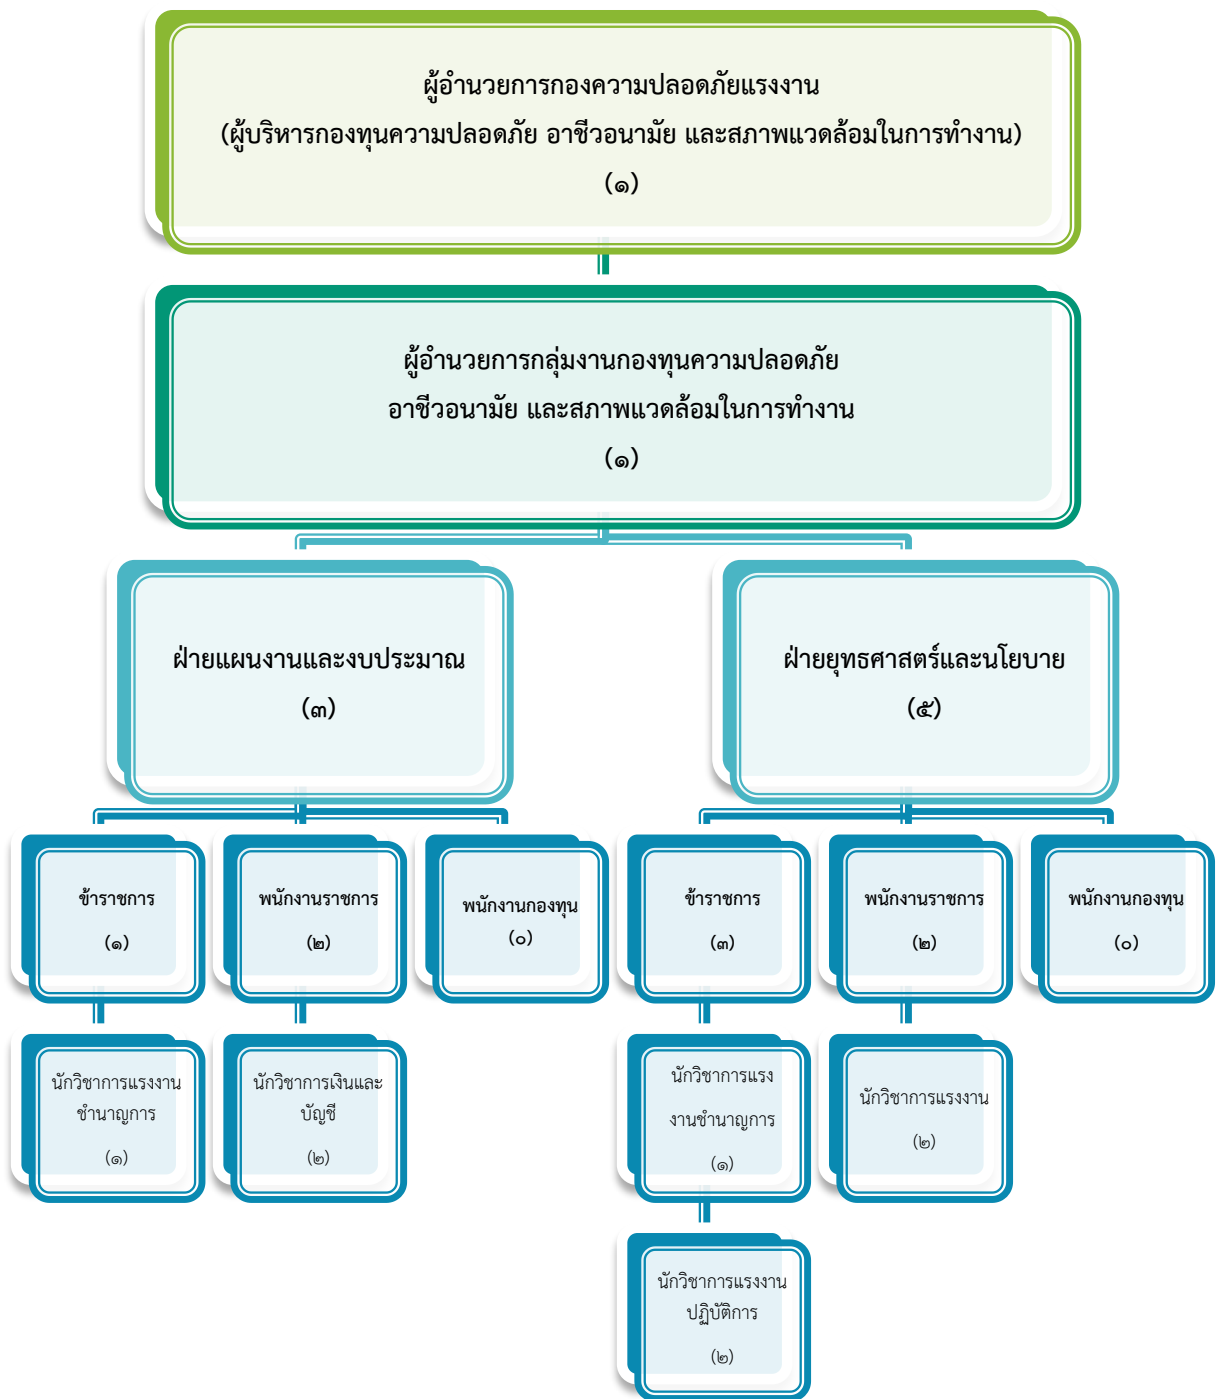 ผู้อำนวยการกองความปลอดภัยแรงงาน
(ผู้บริหารกองทุนความปลอดภัย อาชีวอนามัย และสภาพแวดล้อมในการทำงาน)
(๑)
ผู้อำนวยการกลุ่มงานกองทุนความปลอดภัย
อาชีวอนามัย และสภาพแวดล้อมในการทำงาน
(๑)
ฝ่ายแผนงานและงบประมาณ
(๓)
ฝ่ายยุทธศาสตร์และนโยบาย
(๕)
ข้าราชการ
(๑)
พนักงานราชการ
(๒)
พนักงานกองทุน
(๐)
ข้าราชการ
(๓)
พนักงานราชการ
(๒)
พนักงานกองทุน
(๐)
นักวิชาการแรงงาน
ชำนาญการ
(๑)
นักวิชาการเงินและ
บัญชี
(๒)
นักวิชาการแรง
งานชำนาญการ
(๑)
นักวิชาการแรงงาน
(๒)
นักวิชาการแรงงาน
ปฏิบัติการ
(๒)